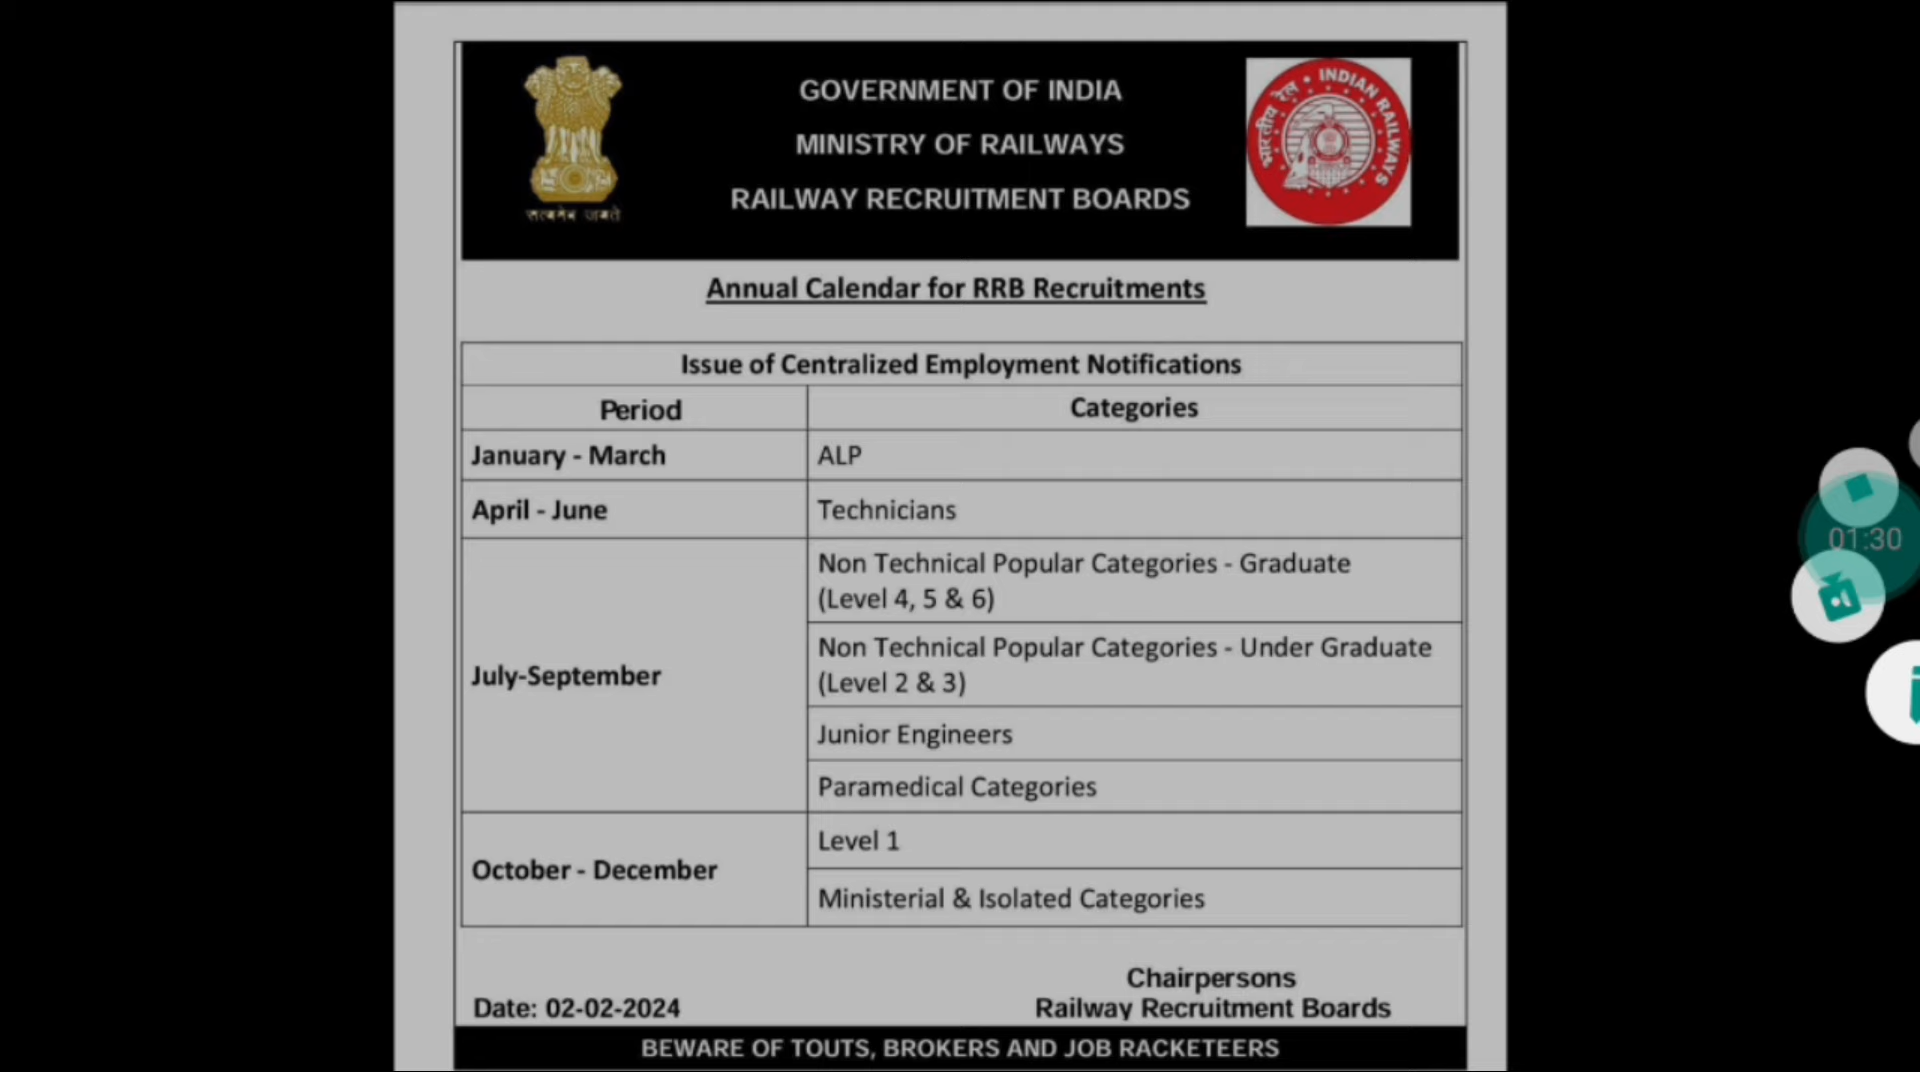 GOVERNMENT OF INDIA
MINISTRY OF RAILWAYS
RAILWAY RECRUITMENT BOARDS
सत्यमेव जयते
भारतीय रेल • INDIAN RAILWAYS
Annual Calendar for RRB Recruitments
Issue of Centralized Employment Notifications
Period Categories
January - March ALP
April - June Technicians
July-September
Non Technical Popular Categories - Graduate
(Level 4, 5 & 6)
Non Technical Popular Categories - Under Graduate
(Level 2 & 3)
Junior Engineers
Paramedical Categories
October - December
Level 1
Ministerial & Isolated Categories
Chairpersons
Date: 02-02-2024 Railway Recruitment Boards
BEWARE OF TOUTS, BROKERS AND JOB RACKETEERS
01:30